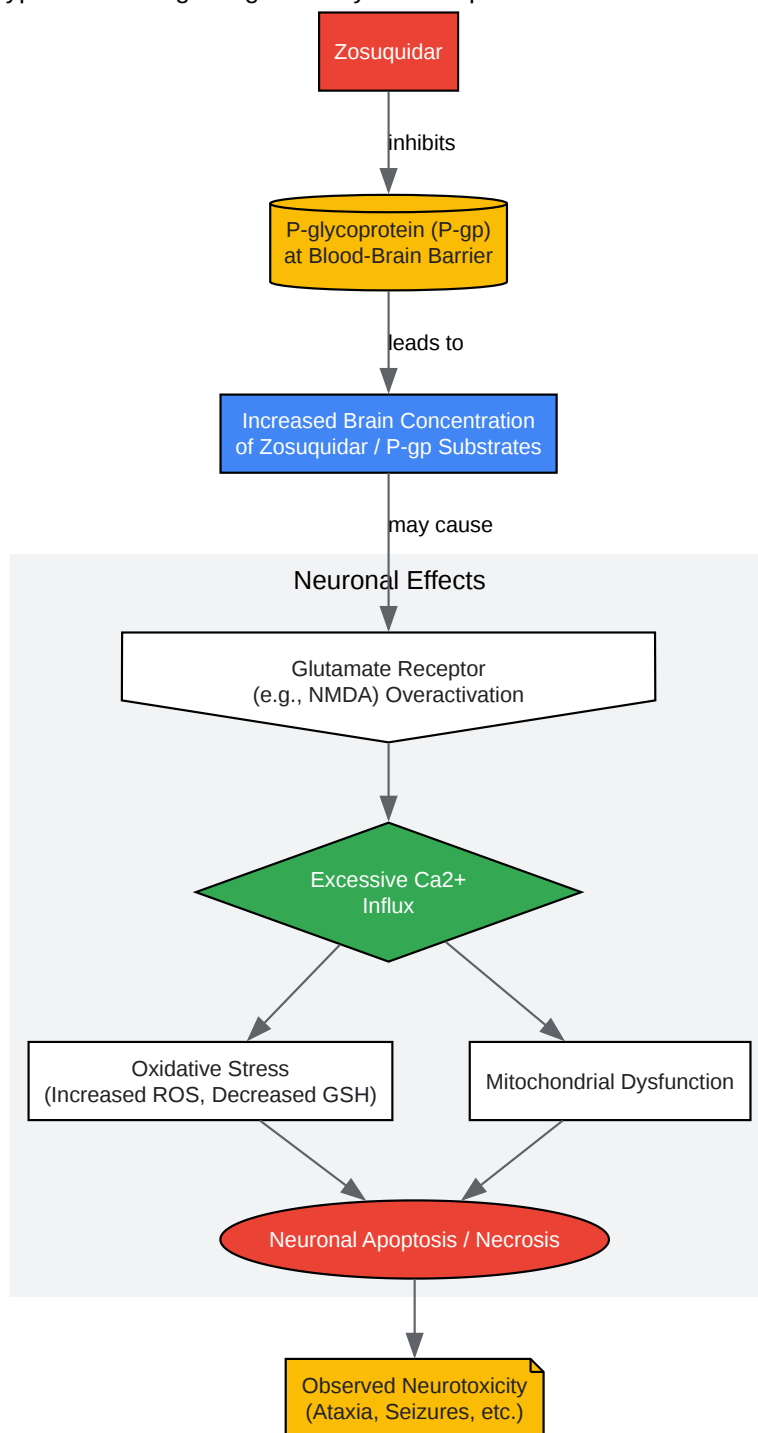 Zosuquidar
inhibits
P-glycoprotein (P-gp)
at Blood-Brain Barrier
leads to
Increased Brain Concentration
of Zosuquidar / P-gp Substrates
may cause
Neuronal Effects
Glutamate Receptor
(e.g., NMDA) Overactivation
Excessive Ca2+
Influx
Oxidative Stress
(Increased ROS, Decreased GSH)
Mitochondrial Dysfunction
Neuronal Apoptosis / Necrosis
Observed Neurotoxicity
(Ataxia, Seizures, etc.)